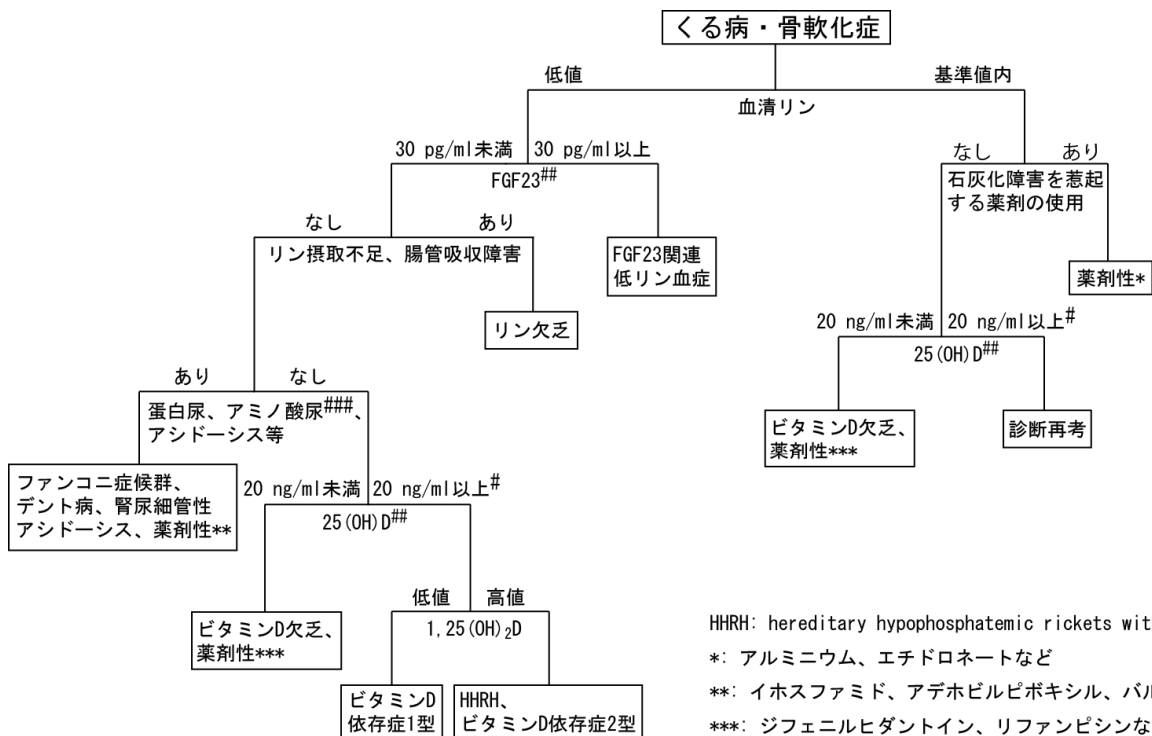 くる病・骨軟化症
低値
基準値内
血清リン
30 pg/ml未満
30 pg/ml以上
FGF23##
なし
あり
石灰化障害を惹起
する薬剤の使用
なし
あり
リン摂取不足、腸管吸収障害
FGF23関連
低リン血症
薬剤性*
リン欠乏
20 ng/ml未満
20 ng/ml以上#
25(OH)D##
あり
なし
蛋白尿、アミノ酸尿###、
アシドーシス等
ビタミンD欠乏、
薬剤性***
診断再考
ファンコニ症候群、
デント病、腎尿細管性
アシドーシス、薬剤性**
20 ng/ml未満
20 ng/ml以上#
25(OH)D##
低値
高値
1,25(OH)2D
ビタミンD欠乏、
薬剤性***
ビタミンD
依存症1型
HHRH、
ビタミンD依存症2型
HHRH: hereditary hypophosphatemic rickets wit
*: アルミニウム、エチドロネートなど
**: イホスファミド、アデホビルピボキシル、バル
***: ジフェニルヒダントイン、リファンピシンな